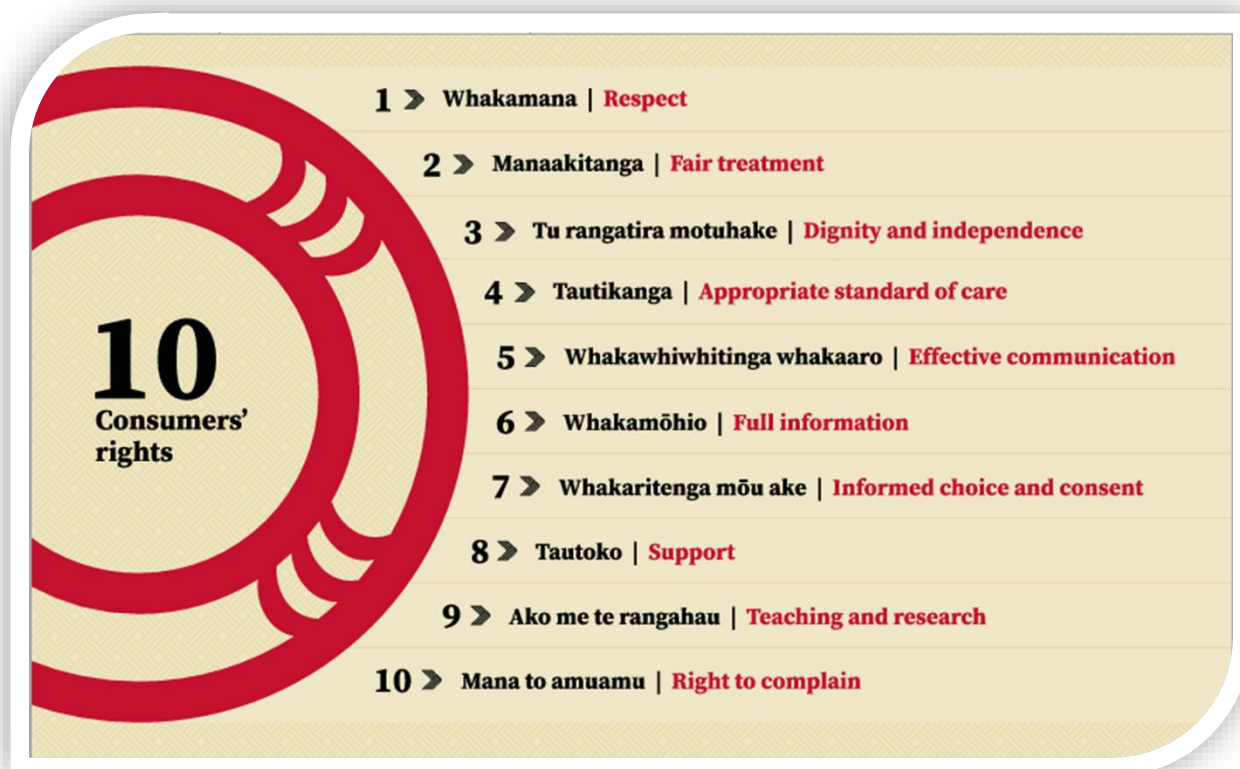 10
Consumers’
rights
1 Whakamana | Respect
2 Manaakitanga | Fair treatment
3 Tu rangatira motuhake | Dignity and independence
4 Tautikanga | Appropriate standard of care
5 Whakawhiwhitinga whakaaro | Effective communication
6 Whakamōhio | Full information
7 Whakaritenga mōu ake | Informed choice and consent
8 Tautoko | Support
9 Ako me te rangahau | Teaching and research
10 Mana to amuamu | Right to complain